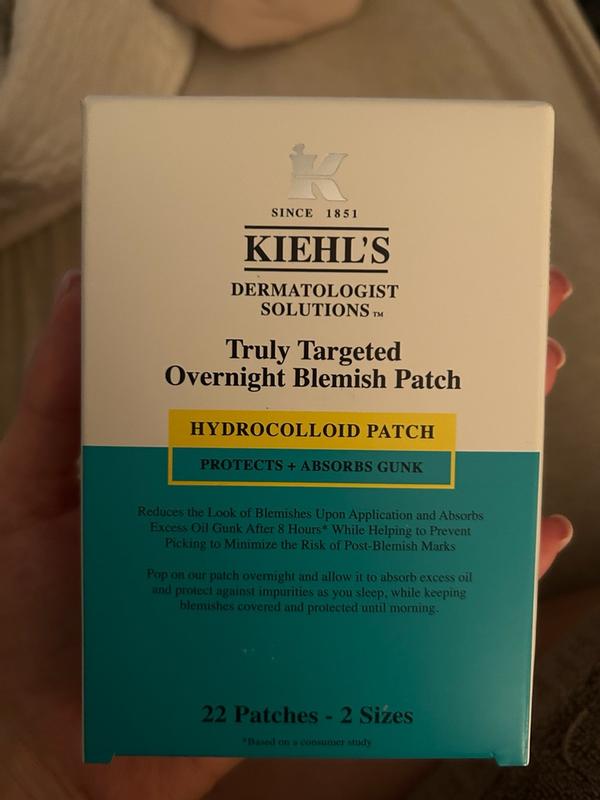 K
SINCE 1851
KIEHL'S
DERMATOLOGIST
SOLUTIONS™
Truly Targeted
Overnight Blemish Patch
HYDROCOLLOID PATCH
PROTECTS + ABSORBS GUNK
Reduces the Look of Blemishes Upon Application and Absorbs
Excess Oil Gunk After 8 Hours* While Helping to Prevent
Picking to Minimize the Risk of Post-Blemish Marks
Pop on our patch overnight and allow it to absorb excess oil
and protect against impurities as you sleep, while keeping
blemishes covered and protected until morning.
22 Patches - 2 Sizes
*Based on a consumer study